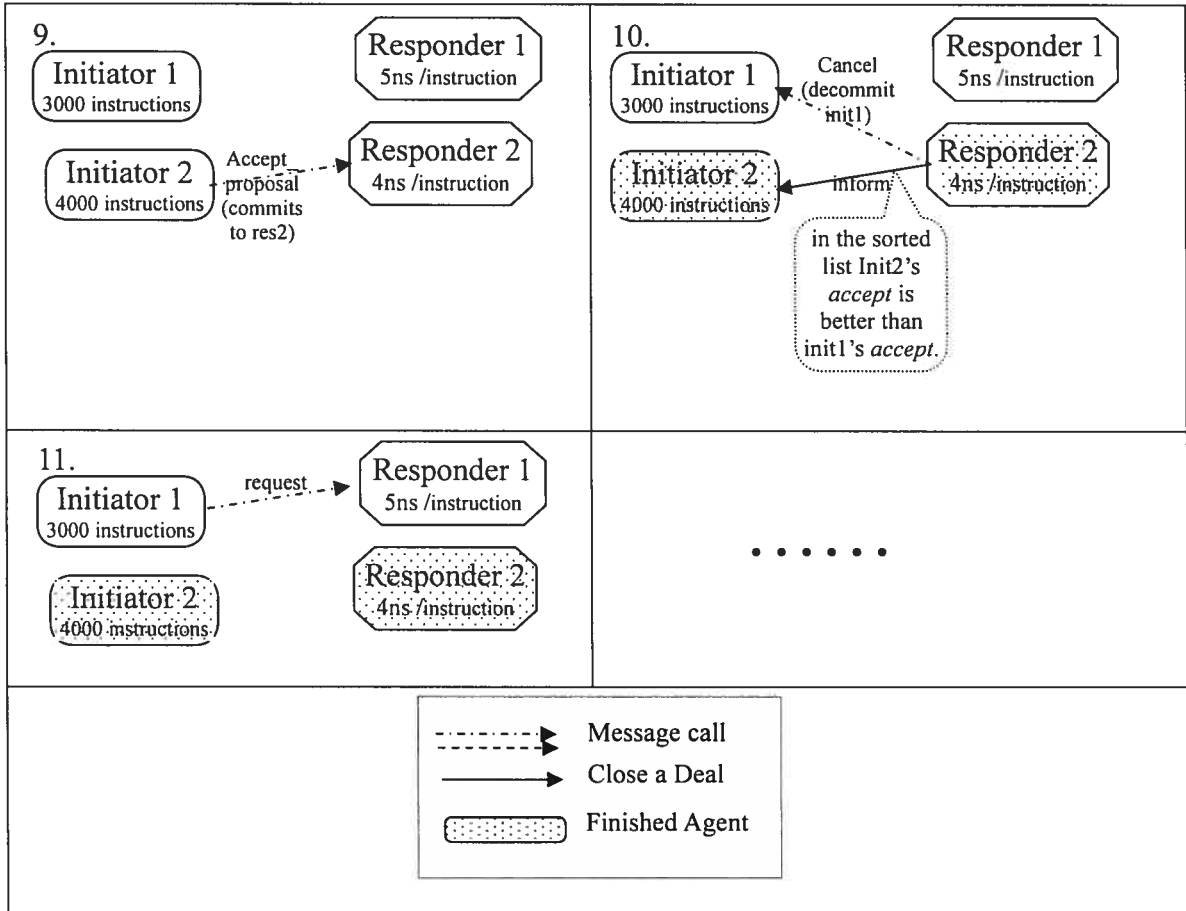 9.
Initiator 1
3000 instructions
Responder 1
5ns /instruction
Initiator 2
4000 instructions
Accept
proposal
(commits
to res2)
Responder 2
4ns /instruction
10.
Initiator 1
3000 instructions
Cancel
(decommit
init1)
Responder 1
5ns /instruction
Initiator 2
4000 instructions
inform
Responder 2
4ns /instruction
in the sorted
list Init2's
accept is
better than
init1's accept.
11.
Initiator 1
3000 instructions
request
Responder 1
5ns /instruction
Initiator 2
4000 instructions
Responder 2
4ns /instruction
......
Message call
Close a Deal
Finished Agent